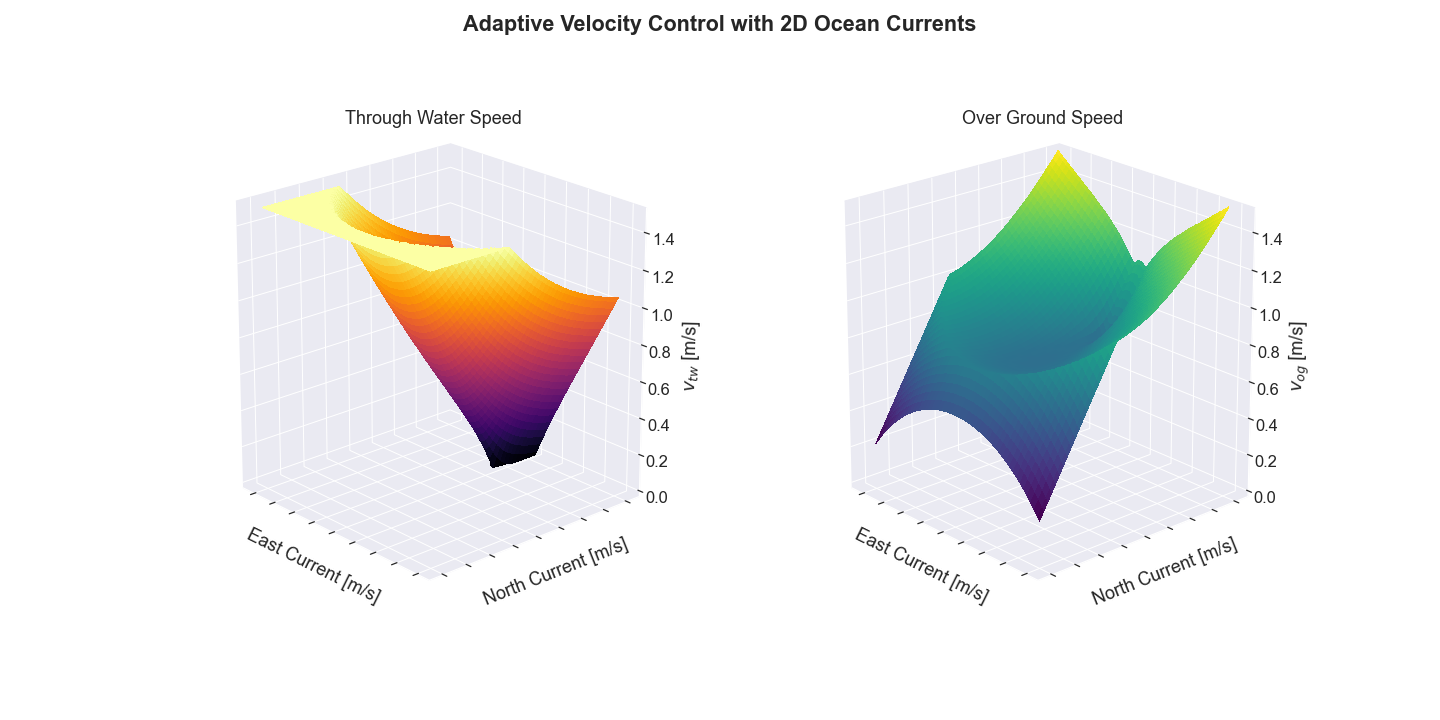 Adaptive Velocity Control with 2D Ocean Currents
Through Water Speed
1.4
1.2
1.0
0.8
0.6
0.4
0.2
0.0
v_tw [m/s]
East Current [m/s]
North Current [m/s]
Over Ground Speed
1.4
1.2
1.0
0.8
0.6
0.4
0.2
0.0
v_og [m/s]
East Current [m/s]
North Current [m/s]